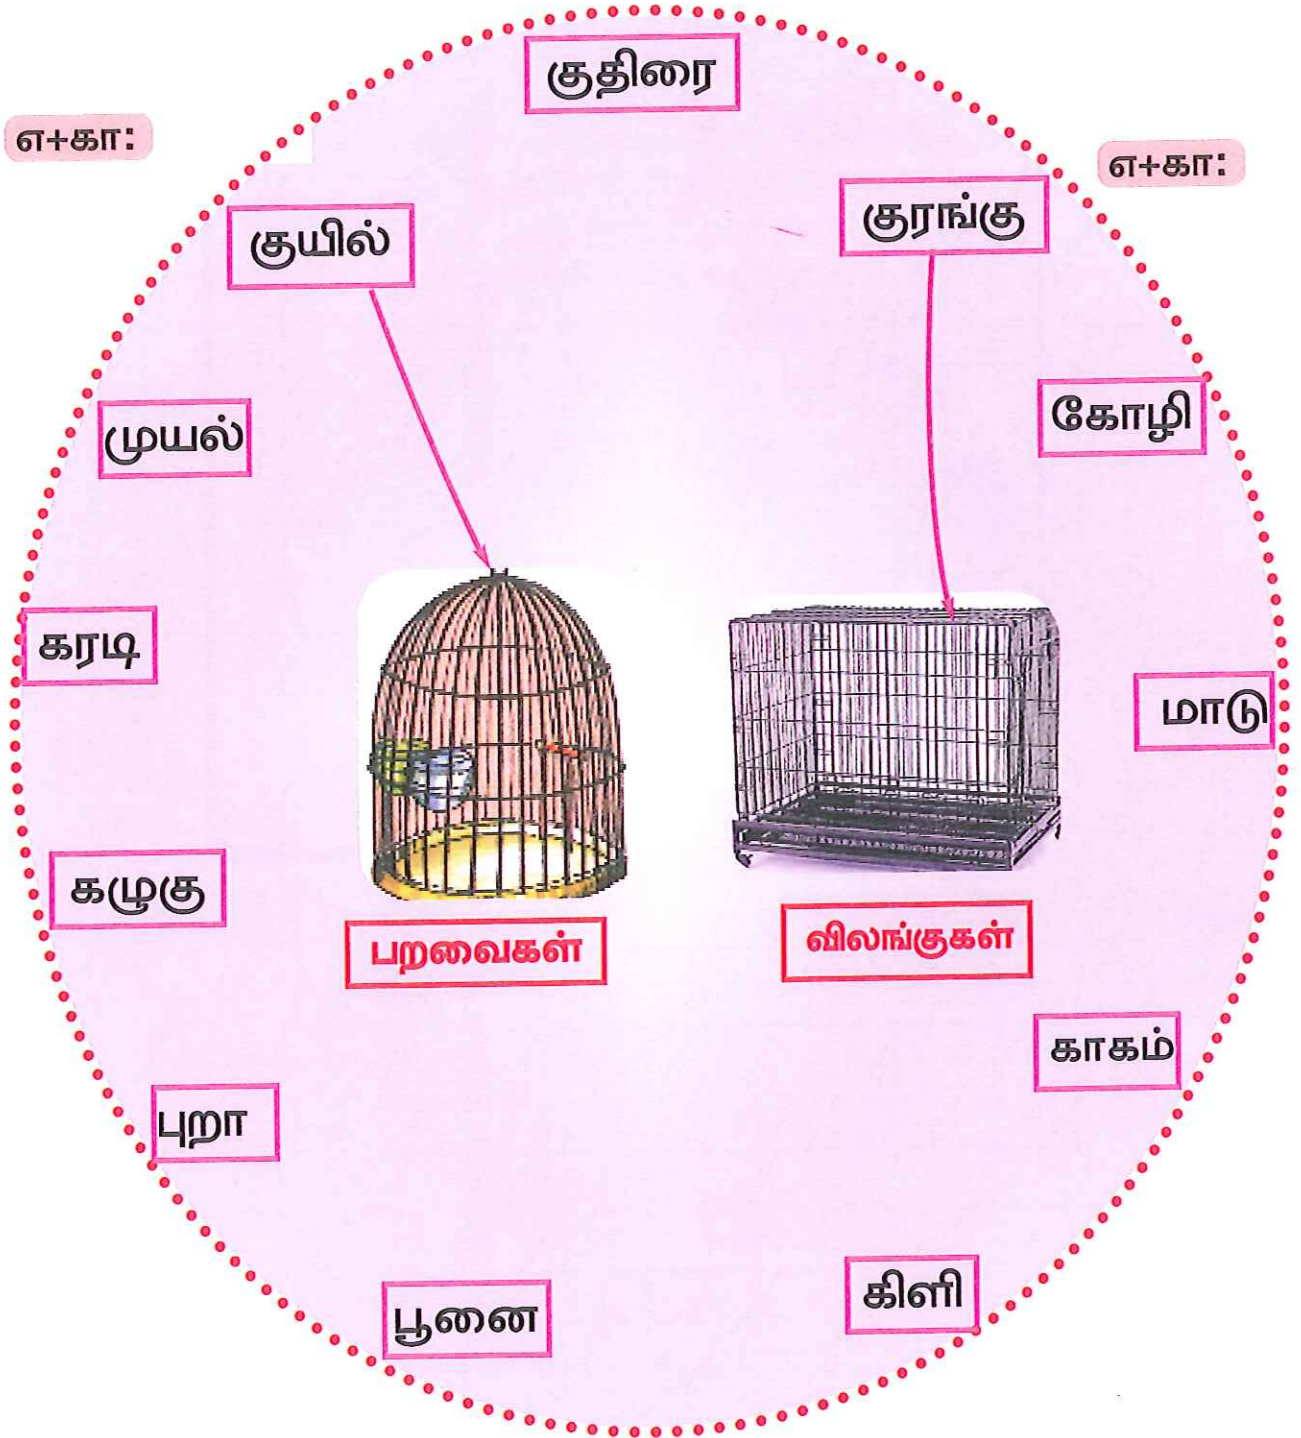 குதிரை
எ+கா:
எ+கா:
குயில்
குரங்கு
முயல்
கோழி
கரடி
மாடு
கழுகு
பறவைகள்
விலங்குகள்
காகம்
புறா
பூனை
கிளி